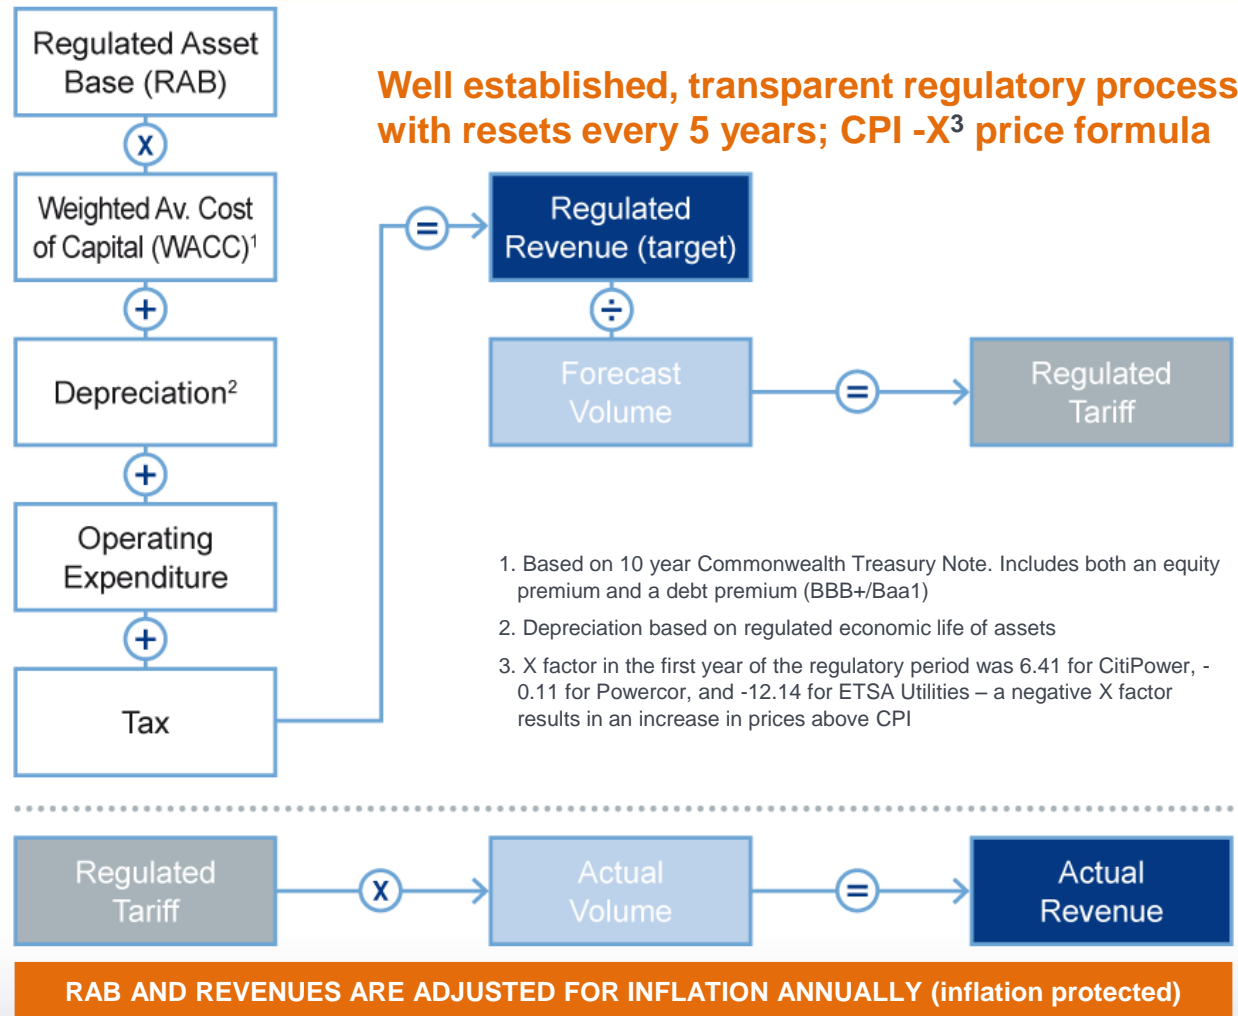 Regulated Asset
Base (RAB)
Well established, transparent regulatory process
with resets every 5 years; CPI -X³ price formula
X
Weighted Av. Cost
of Capital (WACC)¹
=
Regulated
Revenue (target)
+
÷
Depreciation²
Forecast
Volume
=
Regulated
Tariff
+
Operating
Expenditure
1. Based on 10 year Commonwealth Treasury Note. Includes both an equity
premium and a debt premium (BBB+/Baa1)
2. Depreciation based on regulated economic life of assets
+
3. X factor in the first year of the regulatory period was 6.41 for CitiPower, -
0.11 for Powercor, and -12.14 for ETSA Utilities – a negative X factor
results in an increase in prices above CPI
Tax
Regulated
Tariff
X
Actual
Volume
=
Actual
Revenue
RAB AND REVENUES ARE ADJUSTED FOR INFLATION ANNUALLY (inflation protected)